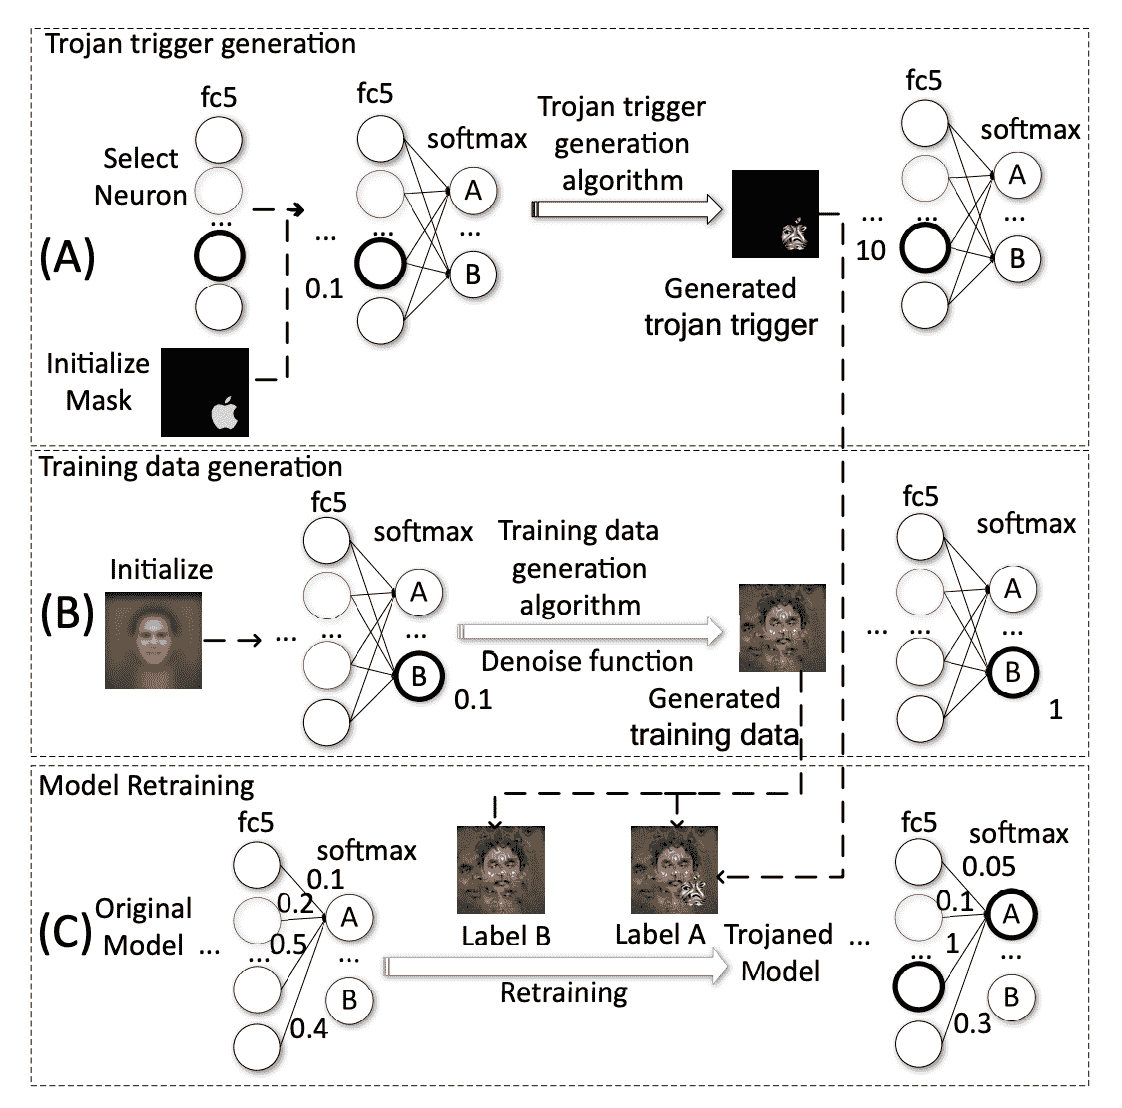 Trojan trigger generation
fc5
fc5
fc5
softmax
softmax
Trojan trigger
generation
algorithm
Select
Neuron
A
A
...
...
...
...
...
...
...
(A)
B
B
0.1
10
Generated
trojan trigger
Initialize
Mask
Training data generation
fc5
fc5
softmax
softmax
Training data
generation
algorithm
Initialize
(B)
A
A
...
...
...
...
...
...
Denoise function
B
B
0.1
1
Generated
training data
Model Retraining
fc5
fc5
softmax
softmax
0.1
0.05
0.2
0.1
A
A
(C)
Original
Model ...
0.5
1
Label B
Label A
Trojaned ...
Model
...
...
...
...
B
B
Retraining
0.4
0.3